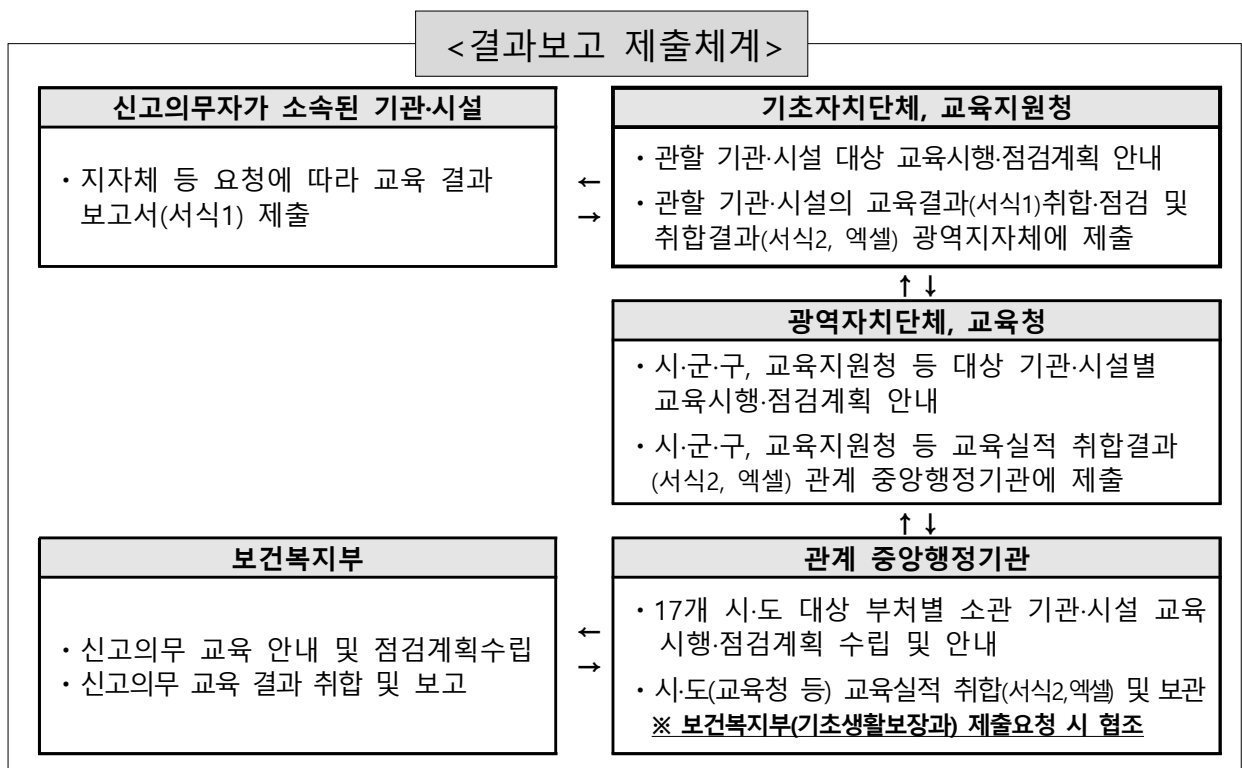 <결과보고 제출체계>
신고의무자가 소속된 기관·시설
· 지자체 등 요청에 따라 교육 결과
보고서(서식1) 제출
←
→
기초자치단체, 교육지원청
· 관할 기관·시설 대상 교육시행·점검계획 안내
· 관할 기관·시설의 교육결과(서식1)취합·점검 및
취합결과(서식2, 엑셀) 광역지자체에 제출
↑↓
광역자치단체, 교육청
· 시·군·구, 교육지원청 등 대상 기관·시설별
교육시행·점검계획 안내
· 시·군·구, 교육지원청 등 교육실적 취합결과
(서식2, 엑셀) 관계 중앙행정기관에 제출
↑↓
보건복지부
· 신고의무 교육 안내 및 점검계획수립
· 신고의무 교육 결과 취합 및 보고
←
→
관계 중앙행정기관
· 17개 시·도 대상 부처별 소관 기관·시설 교육
시행·점검계획 수립 및 안내
· 시·도(교육청 등) 교육실적 취합(서식2,엑셀) 및 보관
※ 보건복지부(기초생활보장과) 제출요청 시 협조